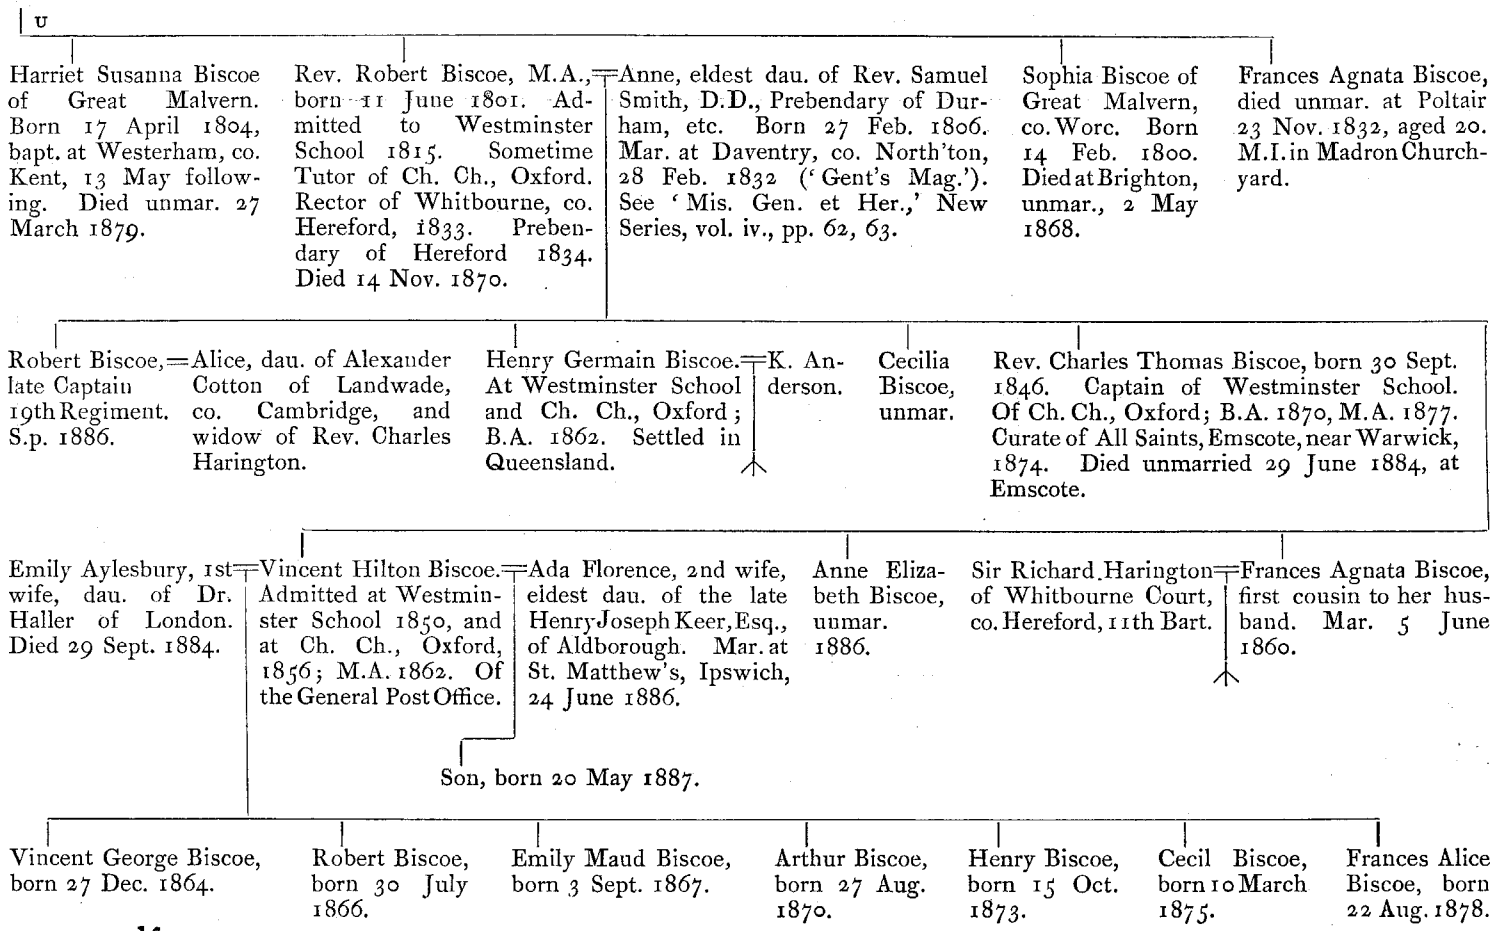 U
Harriet Susanna Biscoe
of Great Malvern.
Born 17 April 1804,
bapt. at Westerham, co.
Kent, 13 May follow-
ing. Died unmar. 27
March 1879.
Rev. Robert Biscoe, M.A.,
born 11 June 1801. Ad-
mitted to Westminster
School 1815. Sometime
Tutor of Ch. Ch., Oxford.
Rector of Whitbourne, co.
Hereford, 1833. Preben-
dary of Hereford 1834.
Died 14 Nov. 1870.
Anne, eldest dau. of Rev. Samuel
Smith, D.D., Prebendary of Dur-
ham, etc. Born 27 Feb. 1806.
Mar. at Daventry, co. North'ton,
28 Feb. 1832 ('Gent's Mag.').
See 'Mis. Gen. et Her.,' New
Series, vol. iv., pp. 62, 63.
Sophia Biscoe of
Great Malvern,
co. Worc. Born
14 Feb. 1800.
Died at Brighton,
unmar., 2 May
1868.
Frances Agnata Biscoe,
died unmar. at Poltair
23 Nov. 1832, aged 20.
M.I. in Madron Church-
yard.
Robert Biscoe,
late Captain
19th Regiment.
S.p. 1886.
Alice, dau. of Alexander
Cotton of Landwade,
co. Cambridge, and
widow of Rev. Charles
Harington.
Henry Germain Biscoe.
At Westminster School
and Ch. Ch., Oxford;
B.A. 1862. Settled in
Queensland.
K. An-
derson.
Cecilia
Biscoe,
unmar.
Rev. Charles Thomas Biscoe, born 30 Sept.
1846. Captain of Westminster School.
Of Ch. Ch., Oxford; B.A. 1870, M.A. 1877.
Curate of All Saints, Emscote, near Warwick,
1874. Died unmarried 29 June 1884, at
Emscote.
Emily Aylesbury, 1st
wife, dau. of Dr.
Haller of London.
Died 29 Sept. 1884.
Vincent Hilton Biscoe.
Admitted at Westmin-
ster School 1850, and
at Ch. Ch., Oxford,
1856; M.A. 1862. Of
the General Post Office.
Ada Florence, 2nd wife,
eldest dau. of the late
Henry Joseph Keer, Esq.,
of Aldborough. Mar. at
St. Matthew's, Ipswich,
24 June 1886.
Anne Eliza-
beth Biscoe,
unmar.
1886.
Sir Richard Harington
of Whitbourne Court,
co. Hereford, 11th Bart.
Frances Agnata Biscoe,
first cousin to her hus-
band. Mar. 5 June
1860.
Son, born 20 May 1887.
Vincent George Biscoe,
born 27 Dec. 1864.
Robert Biscoe,
born 30 July
1866.
Emily Maud Biscoe,
born 3 Sept. 1867.
Arthur Biscoe,
born 27 Aug.
1870.
Henry Biscoe,
born 15 Oct.
1873.
Cecil Biscoe,
born 10 March
1875.
Frances Alice
Biscoe, born
22 Aug. 1878.